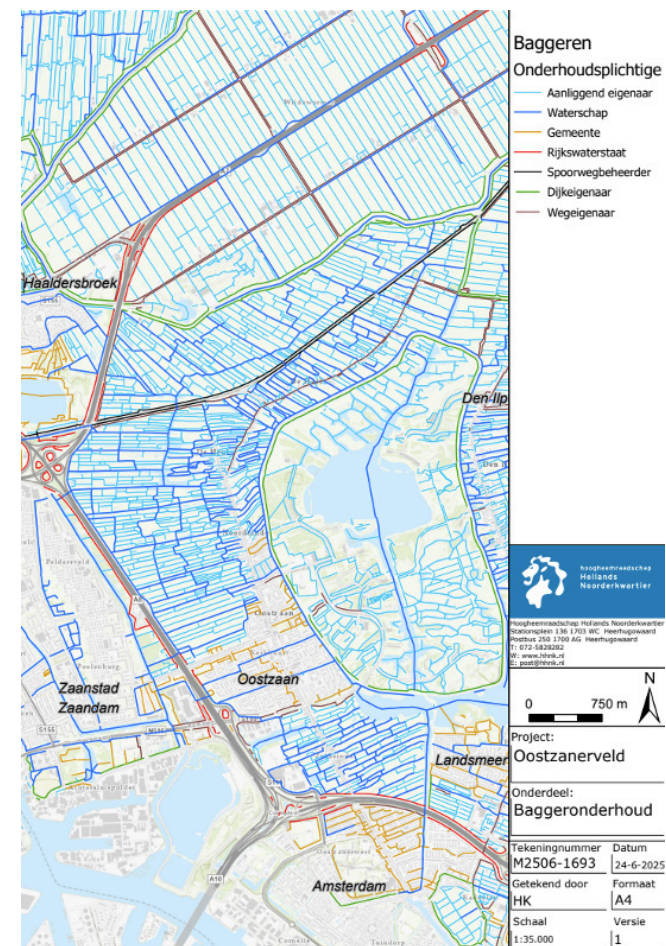 Baggeren
Onderhoudsplichtige
Aanliggend eigenaar
Waterschap
Gemeente
Rijkswaterstaat
Spoorwegbeheerder
Dijkeigenaar
Wegeigenaar
Haaldersbroek
Den Ilp
Oostzaan
Zaanstad
Zaandam
Landsmeer
Amsterdam
Wijdewormer
S155
A10
hoogheemraadschap
Hollands
Noorderkwartier
Hoogheemraadschap Hollands Noorderkwartier
Stationsplein 136 1703 WC Heerhugowaard
Postbus 250 1700 AG Heerhugowaard
T: 072-5828282
W: www.hhnk.nl
E: post@hhnk.nl
N
0 750 m
Project:
Oostzanerveld
Onderdeel:
Baggeronderhoud
Tekeningnummer Datum
M2506-1693 24-6-2025
Getekend door Formaat
HK A4
Schaal Versie
1:35.000 1